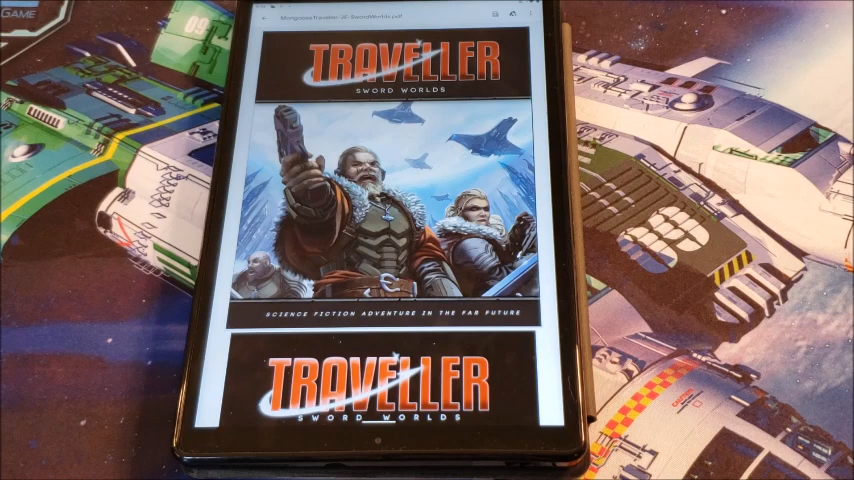 GAME
09
MongooseTraveller-2E-SwordWorlds.pdf
TRAVELLER
SWORD WORLDS
SCIENCE FICTION ADVENTURE IN THE FAR FUTURE
TRAVELLER
SWORD WORLDS
CAUTION